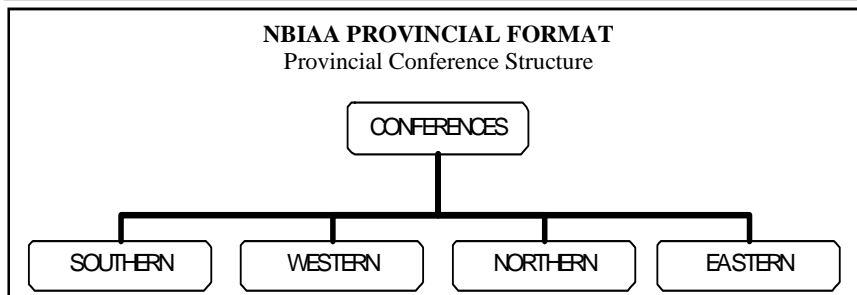 NBIAA PROVINCIAL FORMAT
Provincial Conference Structure
CONFERENCES
SOUTHERN WESTERN NORTHERN EASTERN